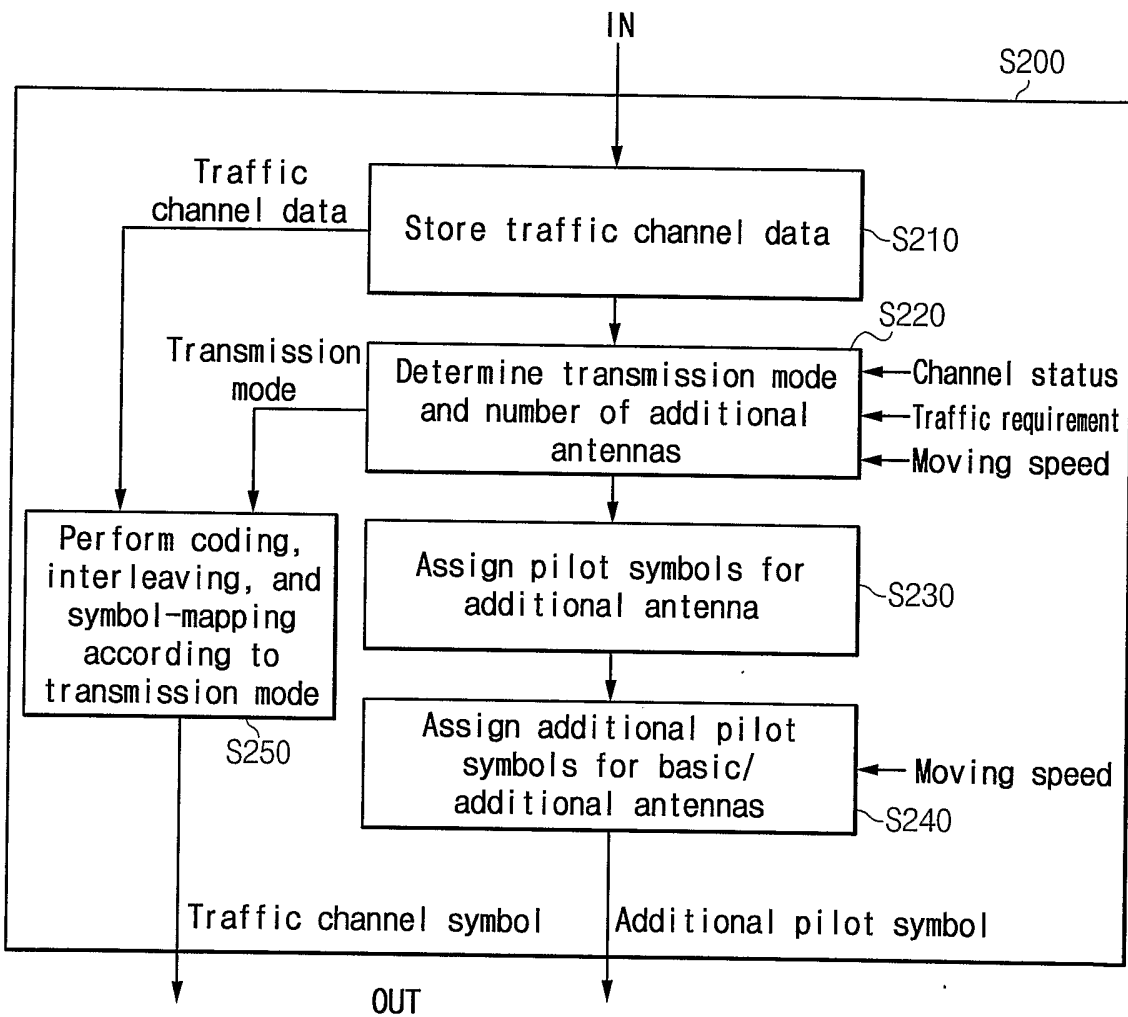 IN
S200
Traffic
channel data
Store traffic channel data
S210
S220
Transmission
mode
Determine transmission mode
and number of additional
antennas
Channel status
Traffic requirement
Moving speed
Perform coding,
interleaving, and
symbol-mapping
according to
transmission mode
S250
Assign pilot symbols for
additional antenna
S230
Assign additional pilot
symbols for basic/
additional antennas
Moving speed
S240
Traffic channel symbol
Additional pilot symbol
OUT